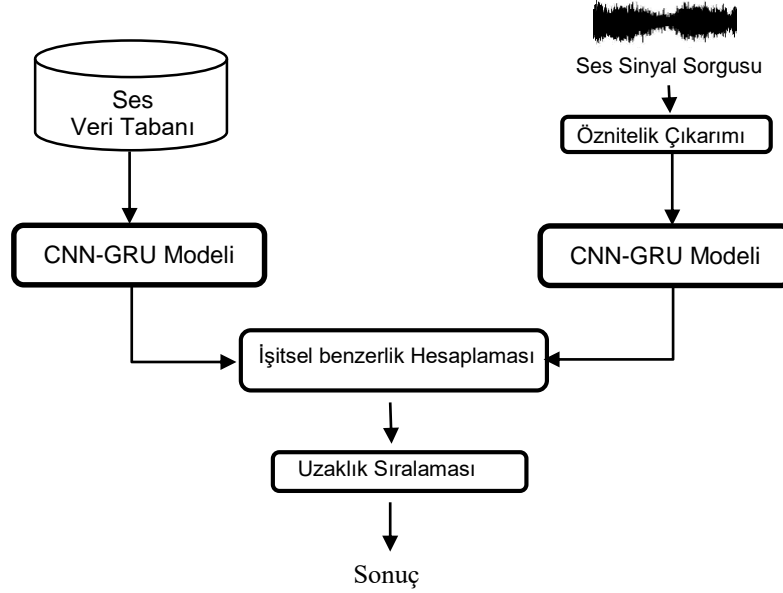 Ses
Veri Tabanı
Ses Sinyal Sorgusu
Öznitelik Çıkarımı
CNN-GRU Modeli
CNN-GRU Modeli
İşitsel benzerlik Hesaplaması
Uzaklık Sıralaması
Sonuç